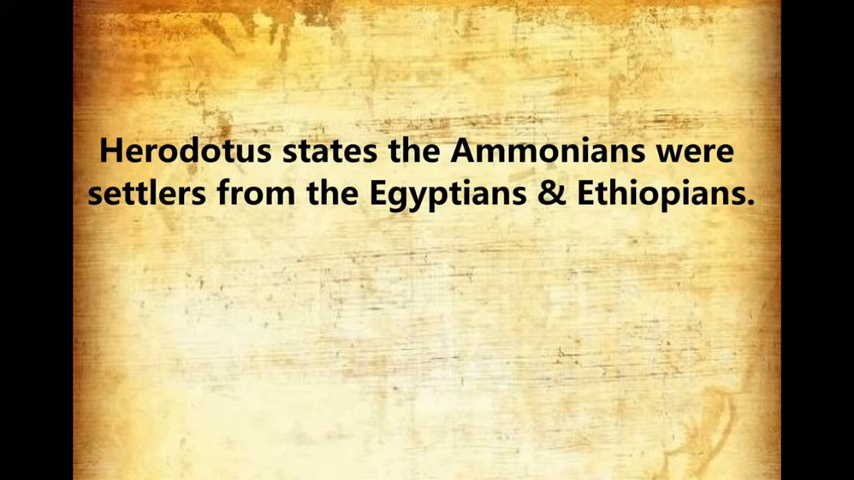 Herodotus states the Ammonians were
settlers from the Egyptians & Ethiopians.